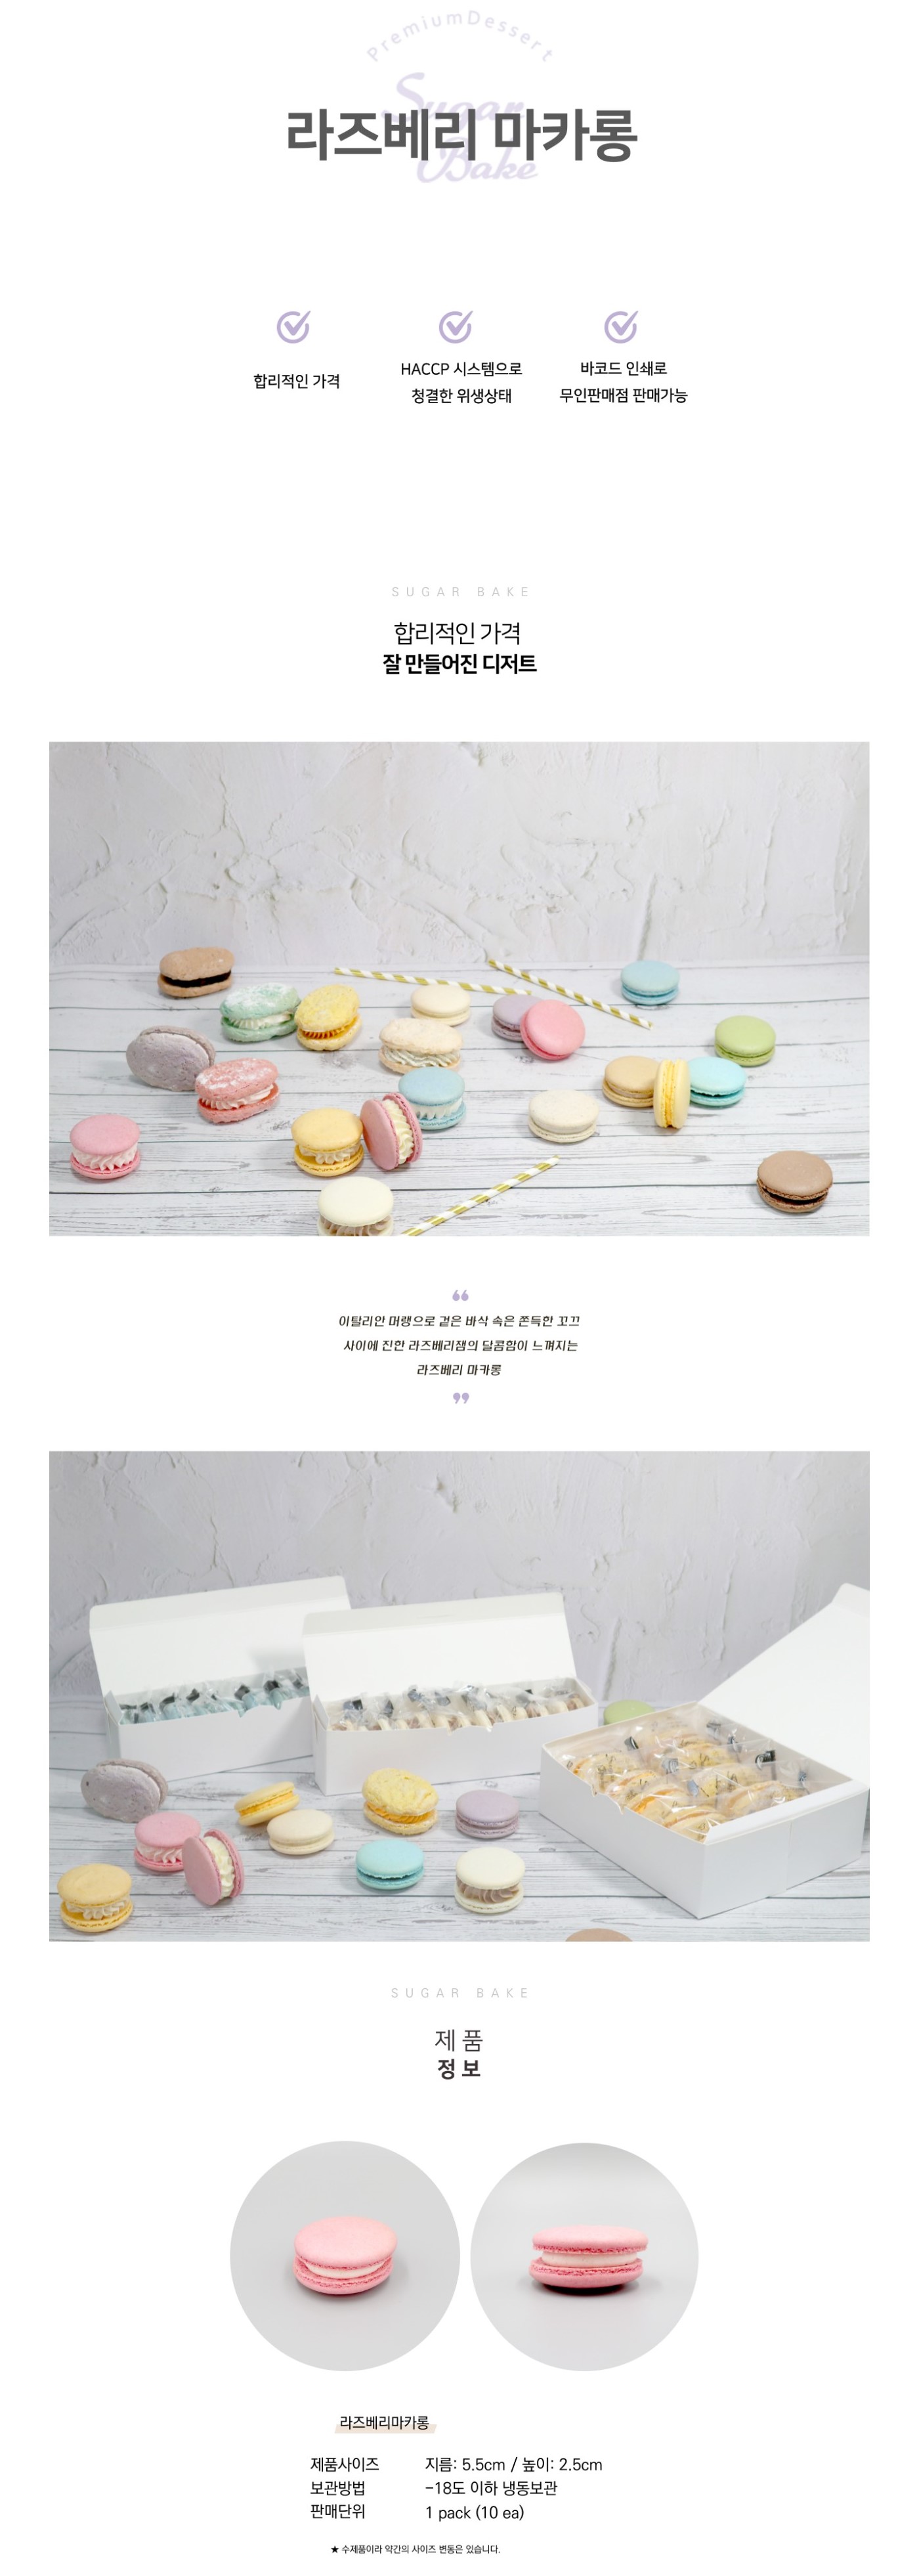 PremiumDessert
Sugar
Bake
라즈베리 마카롱
합리적인 가격
HACCP 시스템으로
청결한 위생상태
바코드 인쇄로
무인판매점 판매가능
SUGAR BAKE
합리적인 가격
잘 만들어진 디저트
❝
이탈리안 머랭으로 겉은 바삭 속은 쫀득한 꼬끄
사이에 진한 라즈베리잼의 달콤함이 느껴지는
라즈베리 마카롱
❞
SUGAR BAKE
제 품
정 보
라즈베리마카롱
제품사이즈 지름: 5.5cm / 높이: 2.5cm
보관방법 -18도 이하 냉동보관
판매단위 1 pack (10 ea)
★ 수제품이라 약간의 사이즈 변동은 있습니다.